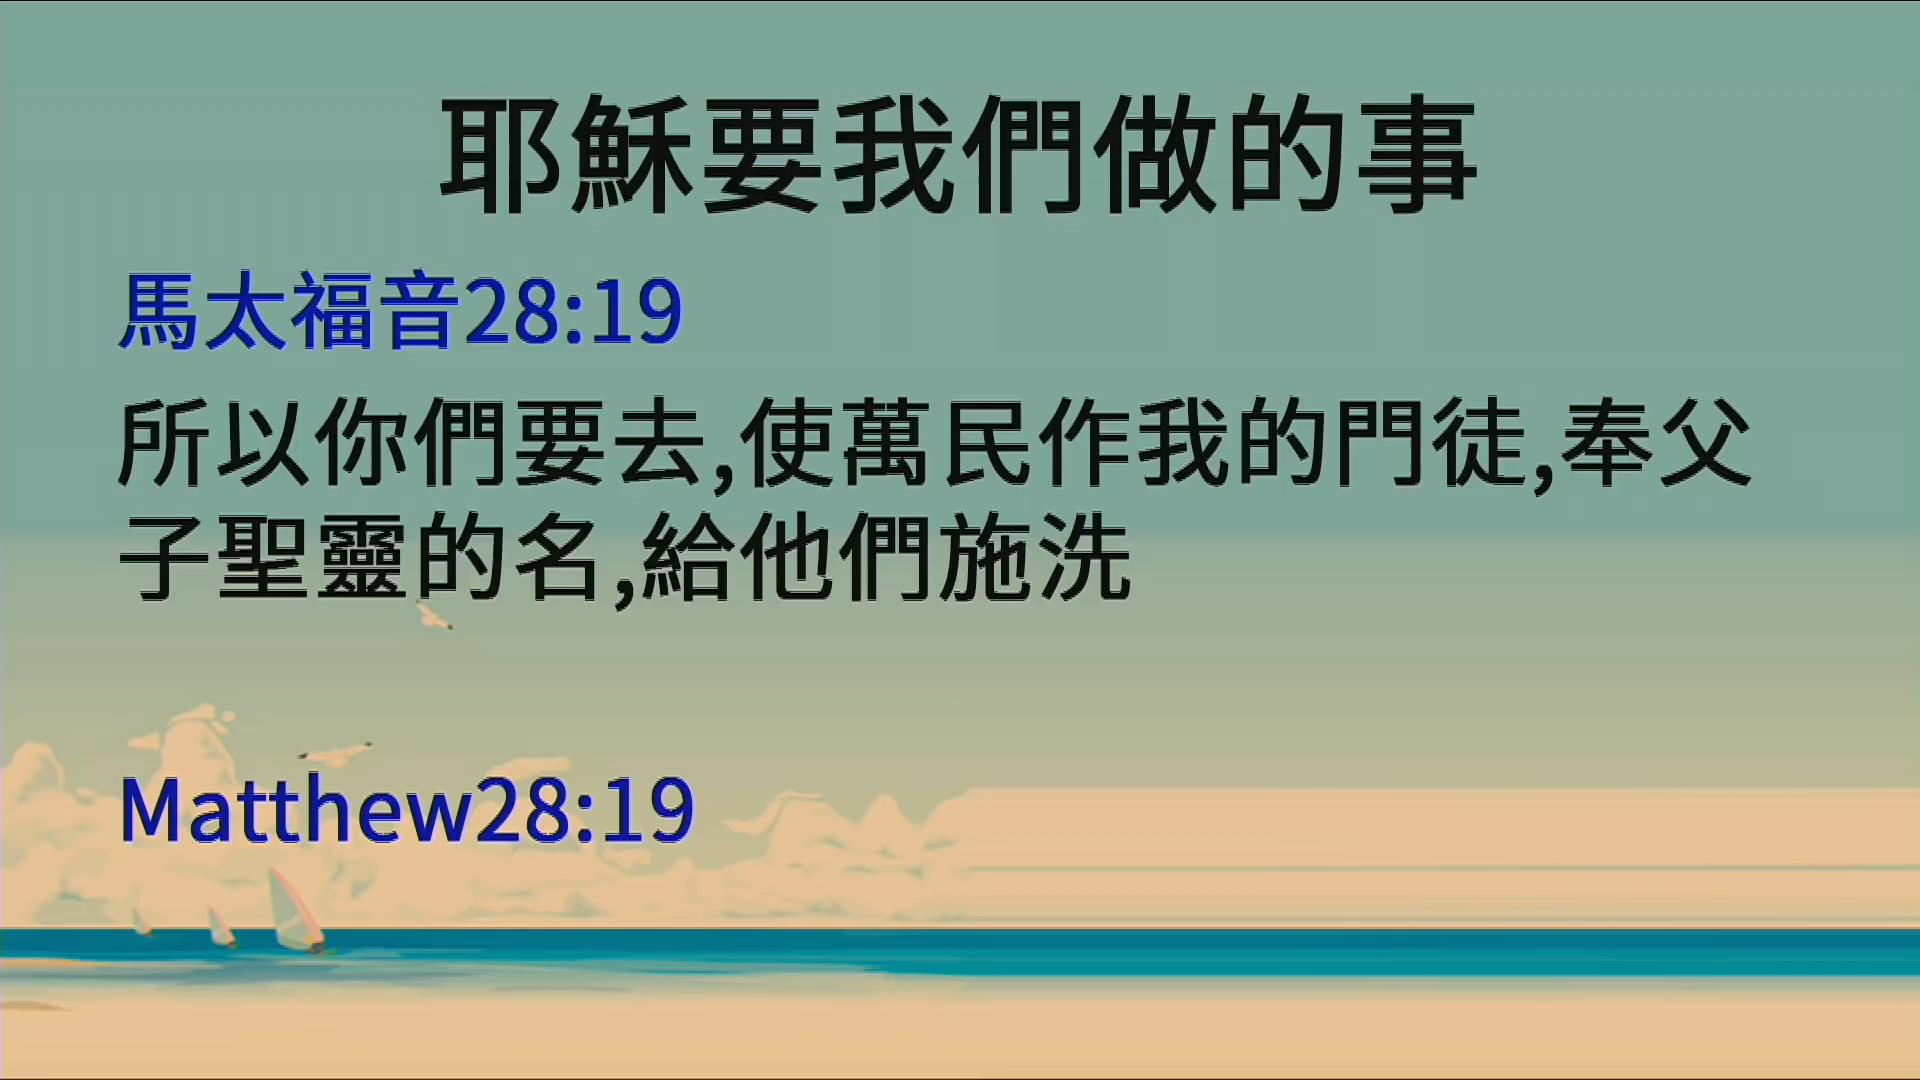 耶穌要我們做的事
馬太福音28:19
所以你們要去,使萬民作我的門徒,奉父
子聖靈的名,給他們施洗
Matthew28:19